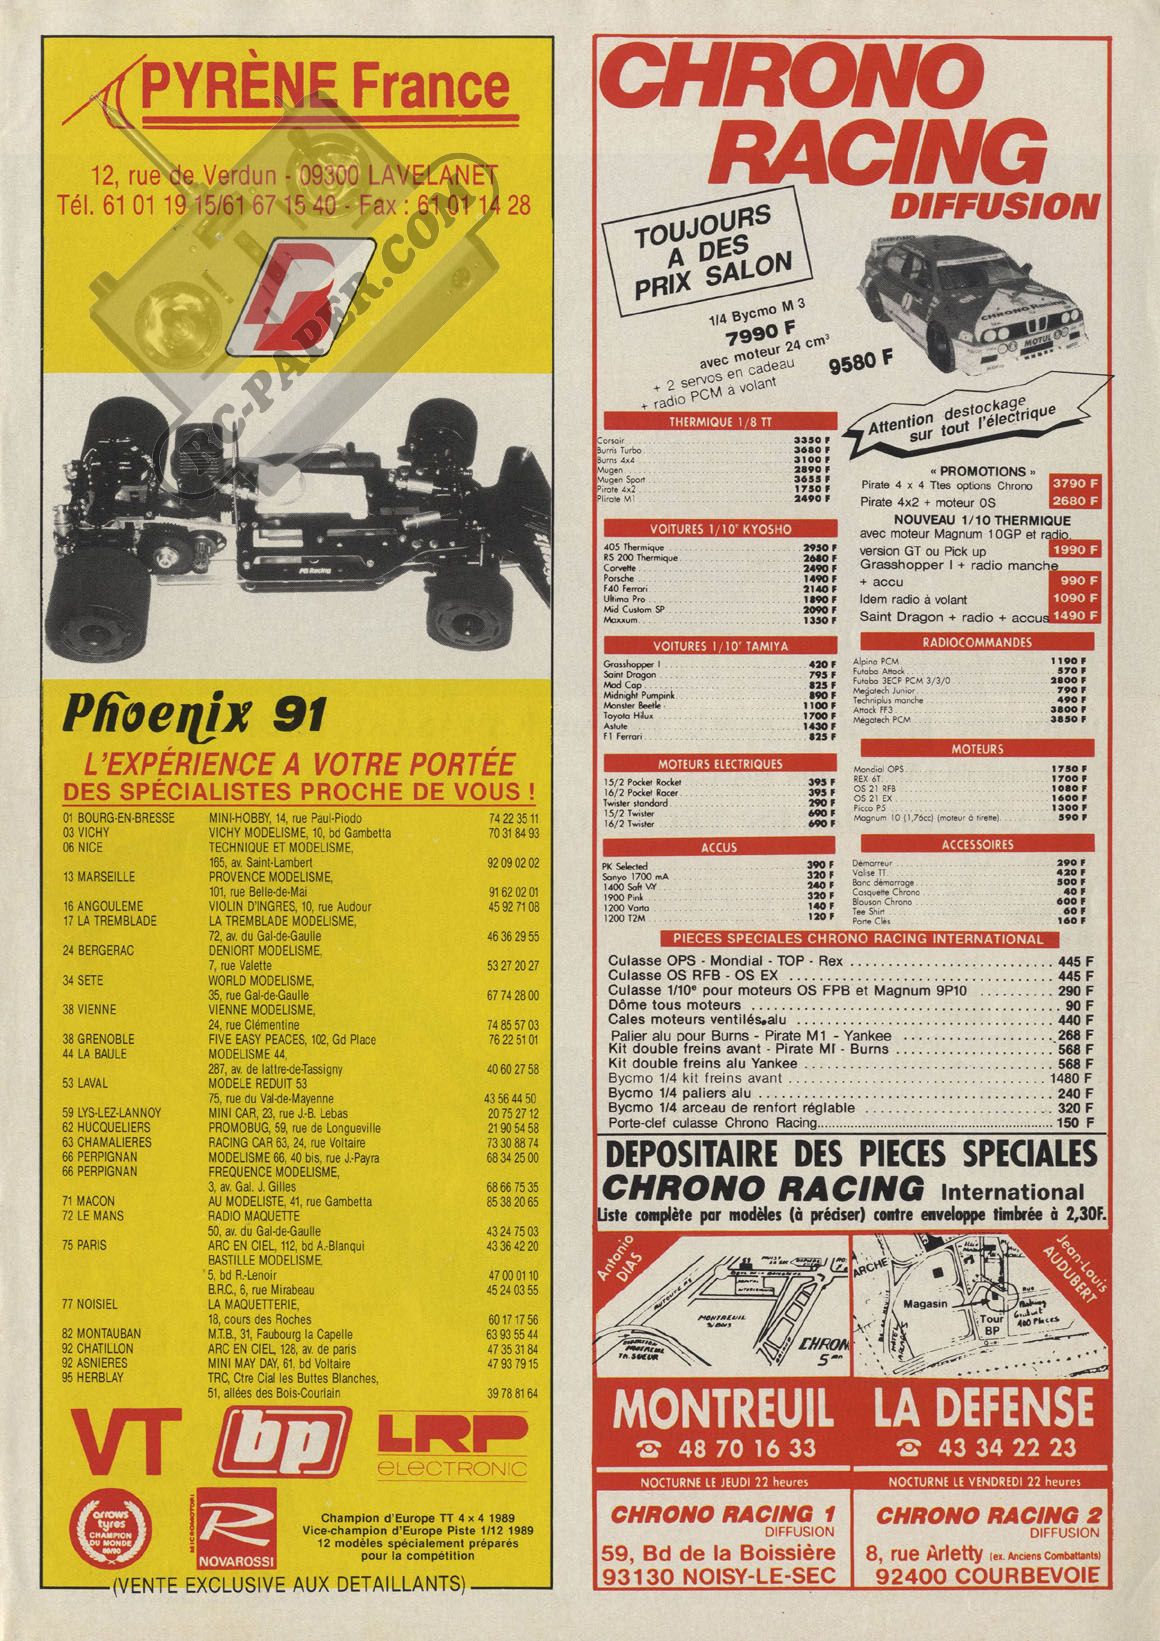 PYRÈNE France
12, rue de Verdun - 09300 LAVELANET
Tél. 61 01 19 15/61 67 15 40 - Fax : 61 01 14 28
RC-PAPER.COM
PB Racing
Phoenix 91
L'EXPÉRIENCE A VOTRE PORTÉE
DES SPÉCIALISTES PROCHE DE VOUS !
01 BOURG-EN-BRESSE MINI-HOBBY, 14, rue Paul-Piodo 74 22 35 11
03 VICHY VICHY MODELISME, 10, bd Gambetta 70 31 84 93
06 NICE TECHNIQUE ET MODELISME,
165, av. Saint-Lambert 92 09 02 02
13 MARSEILLE PROVENCE MODELISME,
101, rue Belle-de-Mai 91 62 02 01
16 ANGOULEME VIOLON D'INGRES, 10, rue Audour 45 92 71 08
17 LA TREMBLADE LA TREMBLADE MODELISME,
72, av. du Gal-de-Gaulle 46 36 29 55
24 BERGERAC DENIORT MODELISME,
7, rue Valette 53 27 20 27
34 SETE WORLD MODELISME,
35, rue Gal-de-Gaulle 67 74 28 00
38 VIENNE VIENNE MODELISME,
24, rue Clémentine 74 85 57 03
38 GRENOBLE FIVE EASY PEACES, 102, Gd Place 76 22 51 01
44 LA BAULE MODELISME 44,
287, av. de lattre-de-Tassigny 40 60 27 58
53 LAVAL MODELE REDUIT 53
75, rue du Val-de-Mayenne 43 56 44 50
59 LYS-LEZ-LANNOY MINI CAR, 23, rue J.-B. Lebas 20 75 27 12
62 HUCQUELIERS PROMOBUG, 59, rue de Longueville 21 90 54 58
63 CHAMALIERES RACING CAR 63, 24, rue Voltaire 73 30 88 74
66 PERPIGNAN MODELISME 66, 40 bis, rue J.-Payra 68 34 25 00
66 PERPIGNAN FREQUENCE MODELISME,
3, av. Gal. J. Gilles 68 66 75 35
71 MACON AU MODELISTE, 41, rue Gambetta 85 38 20 65
72 LE MANS RADIO MAQUETTE
50, av. du Gal-de-Gaulle 43 24 75 03
75 PARIS ARC EN CIEL, 112, bd A.-Blanqui 43 36 42 20
BASTILLE MODELISME,
5, bd R.-Lenoir 47 00 01 10
B.R.C., 6, rue Mirabeau 45 24 03 55
77 NOISIEL LA MAQUETTERIE,
18, cours des Roches 60 17 17 56
82 MONTAUBAN M.T.B., 31, Faubourg la Capelle 63 93 55 44
92 CHATILLON ARC EN CIEL, 128, av. de paris 47 35 31 84
92 ASNIERES MINI MAY DAY, 61, bd Voltaire 47 93 79 15
95 HERBLAY TRC, Ctre Cial les Buttes Blanches,
51, allées des Bois-Courlain 39 78 81 64
VT bp LRP ELECTRONIC
arrows tyres CHAMPION DU MONDE 89/90
MICROMOTORI R NOVAROSSI
Champion d'Europe TT 4 × 4 1989
Vice-champion d'Europe Piste 1/12 1989
12 modèles spécialement préparés
pour la compétition
(VENTE EXCLUSIVE AUX DETAILLANTS)
CHRONO
RACING
DIFFUSION
TOUJOURS
A DES
PRIX SALON
1/4 Bycmo M 3
7990 F
avec moteur 24 cm³
9580 F
+ 2 servos en cadeau
+ radio PCM à volant
CHRONO Racing
MOTUL
Attention destockage
sur tout l'électrique
THERMIQUE 1/8 TT
Corsair 3350 F
Burns Turbo 3680 F
Burns 4x4 3100 F
Mugen 2890 F
Mugen Sport 3655 F
Pirate 4x2 1750 F
Plirate M1 2490 F
« PROMOTIONS »
Pirate 4 x 4 Ttes options Chrono 3790 F
Pirate 4x2 + moteur 0S 2680 F
NOUVEAU 1/10 THERMIQUE
avec moteur Magnum 10GP et radio,
version GT ou Pick up 1990 F
Grasshopper I + radio manche
+ accu 990 F
Idem radio à volant 1090 F
Saint Dragon + radio + accus 1490 F
VOITURES 1/10e KYOSHO
405 Thermique 2950 F
RS 200 Thermique 2680 F
Corvette 2490 F
Porsche 1490 F
F40 Ferrari 2140 F
Ultima Pro 1890 F
Mid Custom SP 2090 F
Maxxum 1350 F
VOITURES 1/10e TAMIYA
Grasshopper I 420 F
Saint Dragon 795 F
Mad Cap 825 F
Midnight Pumpink 890 F
Monster Beetle 1100 F
Toyota Hilux 1700 F
Astute 1430 F
F1 Ferrari 825 F
RADIOCOMMANDES
Alpina PCM 1190 F
Futaba Attack 570 F
Futaba 3ECP PCM 3/3/0 2800 F
Megatech Junior 790 F
Techniplus manche 490 F
Attack FF3 3800 F
Megatech PCM 3850 F
MOTEURS ELECTRIQUES
15/2 Pocket Rocket 395 F
16/2 Pocket Racer 395 F
Twister standard 290 F
15/2 Twister 690 F
16/2 Twister 690 F
MOTEURS
Mondial OPS 1750 F
REX 6T 1700 F
OS 21 RFB 1080 F
OS 21 EX 1600 F
Picco P5 1300 F
Magnum 10 (1,76cc) (moteur à tirette) 590 F
ACCUS
PK Selected 390 F
Sanyo 1700 mA 320 F
1400 Soft VY 240 F
1900 Pink 320 F
1200 Varta 140 F
1200 T2M 120 F
ACCESSOIRES
Démarreur 290 F
Valise TT 420 F
Banc démarrage 500 F
Casquette Chrono 40 F
Blouson Chrono 600 F
Tee Shirt 60 F
Porte Clés 160 F
PIECES SPECIALES CHRONO RACING INTERNATIONAL
Culasse OPS - Mondial - TOP - Rex 445 F
Culasse OS RFB - OS EX 445 F
Culasse 1/10e pour moteurs OS FPB et Magnum 9P10 290 F
Dôme tous moteurs 90 F
Cales moteurs ventilés alu 440 F
Palier alu pour Burns - Pirate M1 - Yankee 268 F
Kit double freins avant - Pirate MI - Burns 568 F
Kit double freins alu Yankee 568 F
Bycmo 1/4 kit freins avant 1480 F
Bycmo 1/4 paliers alu 240 F
Bycmo 1/4 arceau de renfort réglable 320 F
Porte-clef culasse Chrono Racing 150 F
DEPOSITAIRE DES PIECES SPECIALES
CHRONO RACING International
Liste complète par modèles (à préciser) contre enveloppe timbrée à 2,30F.
Antonio DIAS
AUTOROUTE
MONTREUIL
CHRON
Jean-Louis AUDUBERT
ARCHE
Magasin
Tour BP
MONTREUIL
☎ 48 70 16 33
LA DEFENSE
☎ 43 34 22 23
NOCTURNE LE JEUDI 22 heures
NOCTURNE LE VENDREDI 22 heures
CHRONO RACING 1
DIFFUSION
59, Bd de la Boissière
93130 NOISY-LE-SEC
CHRONO RACING 2
DIFFUSION
8, rue Arletty (ex. Anciens Combattants)
92400 COURBEVOIE